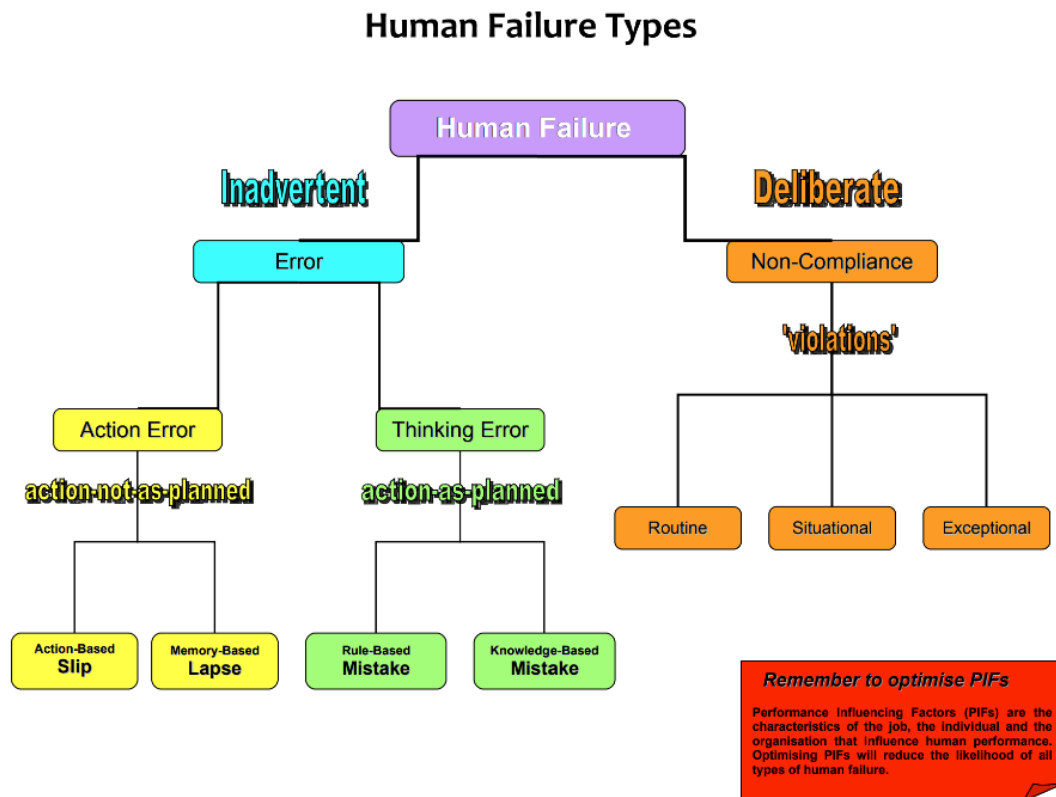 Human Failure Types
Human Failure
Inadvertent
Deliberate
Error
Non-Compliance
'violations'
Action Error
Thinking Error
action-not-as-planned
action-as-planned
Routine
Situational
Exceptional
Action-Based
Slip
Memory-Based
Lapse
Rule-Based
Mistake
Knowledge-Based
Mistake
Remember to optimise PIFs
Performance Influencing Factors (PIFs) are the
characteristics of the job, the individual and the
organisation that influence human performance.
Optimising PIFs will reduce the likelihood of all
types of human failure.